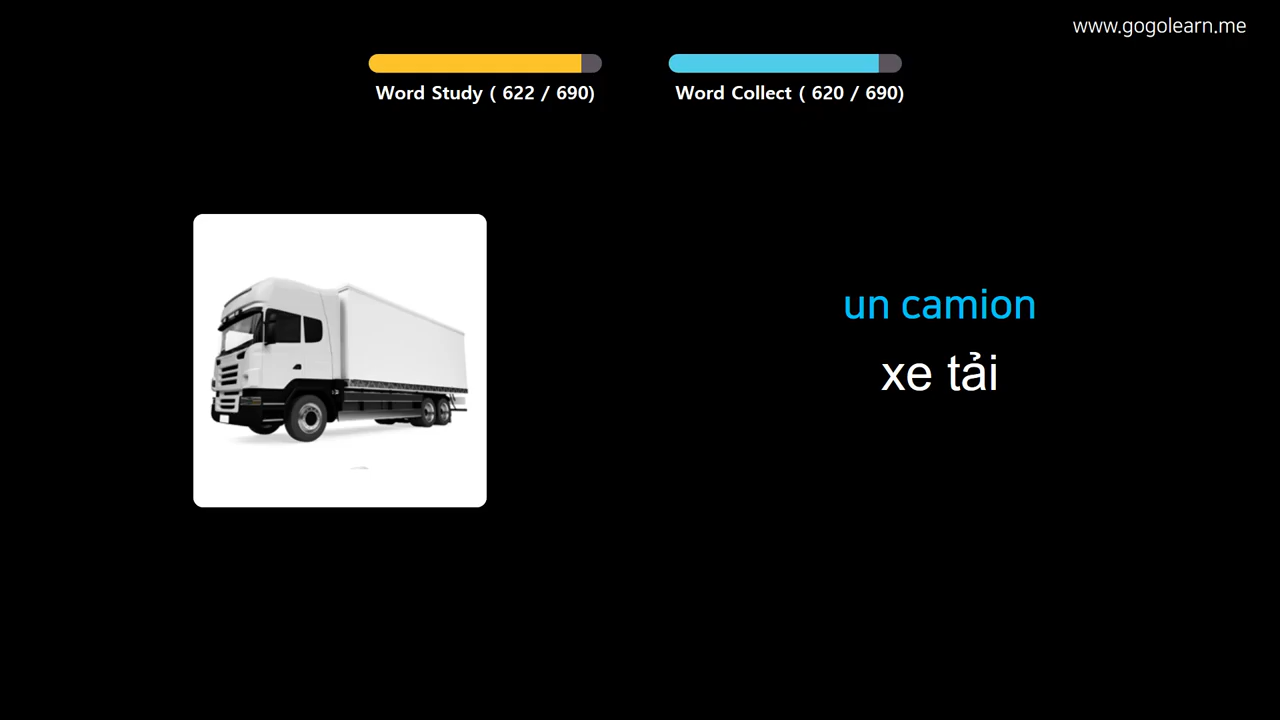 www.gogolearn.me
Word Study ( 622 / 690)
Word Collect ( 620 / 690)
un camion
xe tải